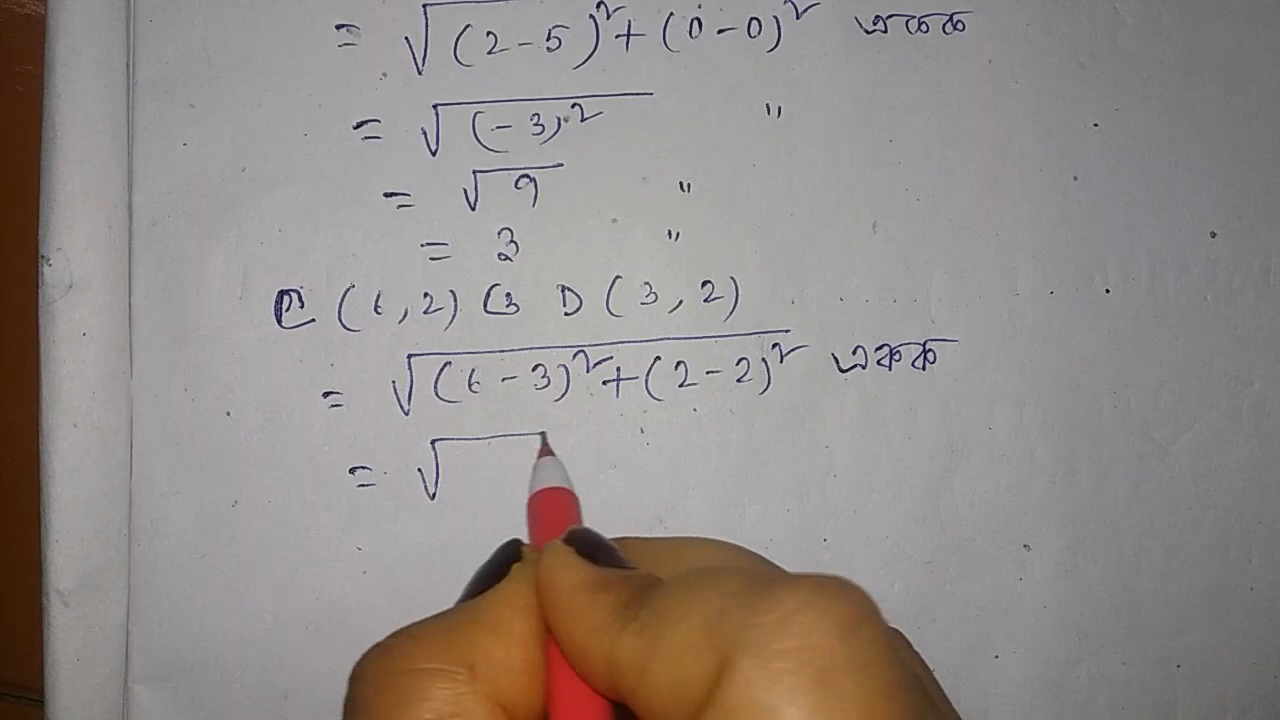 = √(2-5)²+(0-0)² একক
= √(-3)² "
= √9 "
= 3 "
C (6,2) ও D (3,2) ..........
= √(6-3)²+(2-2)² একক
= √